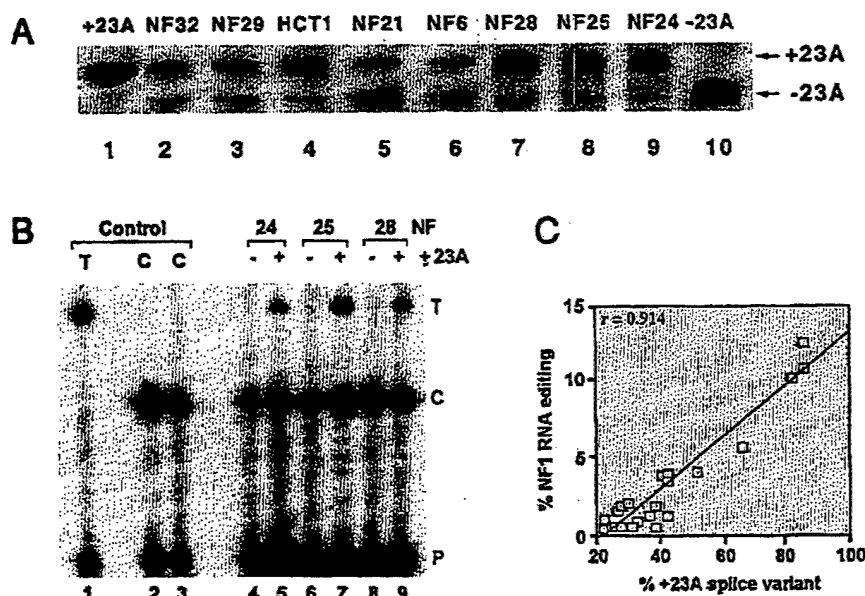 A
+23A NF32 NF29 HCT1 NF21 NF6 NF28 NF25 NF24 -23A
← +23A
← -23A
1 2 3 4 5 6 7 8 9 10
B
Control 24 25 28 NF
T C C - + - + - + ±23A
T
C
P
1 2 3 4 5 6 7 8 9
C
r = 0.914
15
10
5
0
% NF1 RNA editing
20 40 60 80 100
% +23A splice variant